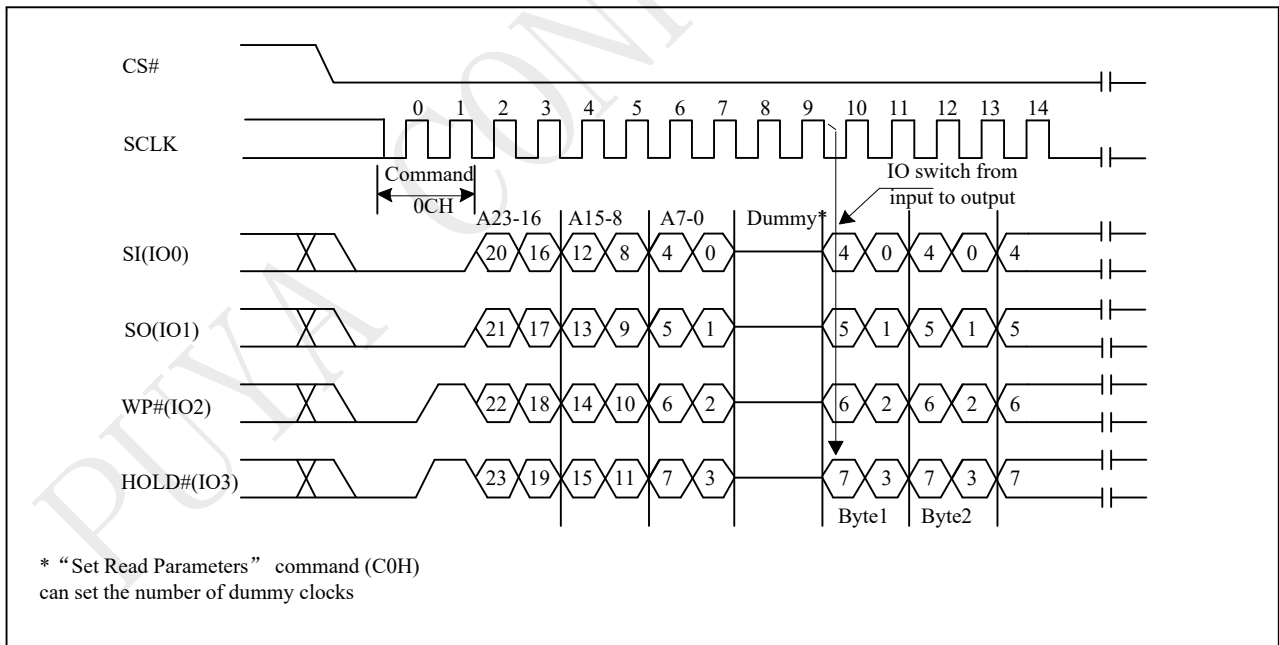 PUYA CONF
CS#
0 1 2 3 4 5 6 7 8 9 10 11 12 13 14
SCLK
Command
0CH
IO switch from
input to output
A23-16 A15-8 A7-0 Dummy*
SI(IO0) 20 16 12 8 4 0 4 0 4 0 4
SO(IO1) 21 17 13 9 5 1 5 1 5 1 5
WP#(IO2) 22 18 14 10 6 2 6 2 6 2 6
HOLD#(IO3) 23 19 15 11 7 3 7 3 7 3 7
Byte1 Byte2
* “Set Read Parameters” command (C0H)
can set the number of dummy clocks